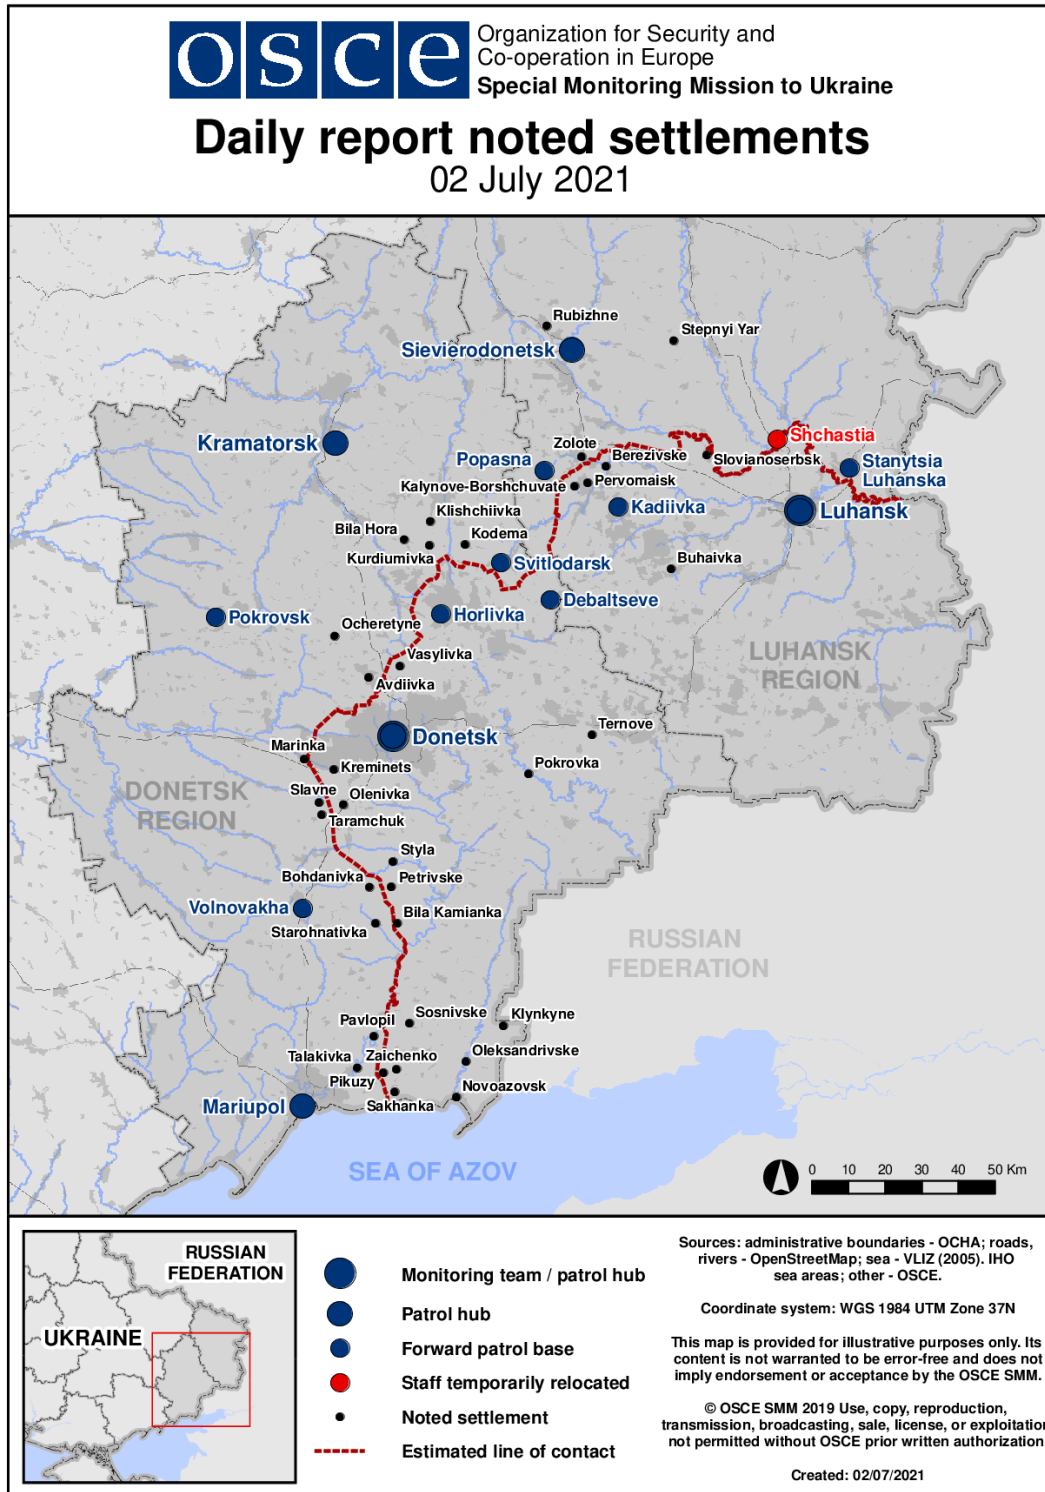 osce
Organization for Security and
Co-operation in Europe
Special Monitoring Mission to Ukraine
Daily report noted settlements
02 July 2021
Rubizhne
Stepnyi Yar
Sievierodonetsk
Kramatorsk
Shchastia
Zolote
Berezivske
Slovianoserbsk
Popasna
Stanytsia
Luhanska
Kalynove-Borshchuvate
Pervomaisk
Kadiivka
Luhansk
Klishchiivka
Bila Hora
Kodema
Kurdiumivka
Svitlodarsk
Buhaivka
Debaltseve
Pokrovsk
Horlivka
Ocheretyne
Vasylivka
LUHANSK
REGION
Avdiivka
Ternove
Donetsk
Marinka
Kreminets
Pokrovka
DONETSK
REGION
Slavne
Olenivka
Taramchuk
Styla
Bohdanivka
Petrivske
Volnovakha
Bila Kamianka
Starohnativka
RUSSIAN
FEDERATION
Pavlopil
Sosnivske
Klynkyne
Talakivka
Zaichenko
Oleksandrivske
Pikuzy
Novoazovsk
Mariupol
Sakhanka
SEA OF AZOV
0 10 20 30 40 50 Km
RUSSIAN
FEDERATION
UKRAINE
Monitoring team / patrol hub
Patrol hub
Forward patrol base
Staff temporarily relocated
Noted settlement
Estimated line of contact
Sources: administrative boundaries - OCHA; roads,
rivers - OpenStreetMap; sea - VLIZ (2005). IHO
sea areas; other - OSCE.
Coordinate system: WGS 1984 UTM Zone 37N
This map is provided for illustrative purposes only. Its
content is not warranted to be error-free and does not
imply endorsement or acceptance by the OSCE SMM.
© OSCE SMM 2019 Use, copy, reproduction,
transmission, broadcasting, sale, license, or exploitation
not permitted without OSCE prior written authorization
Created: 02/07/2021